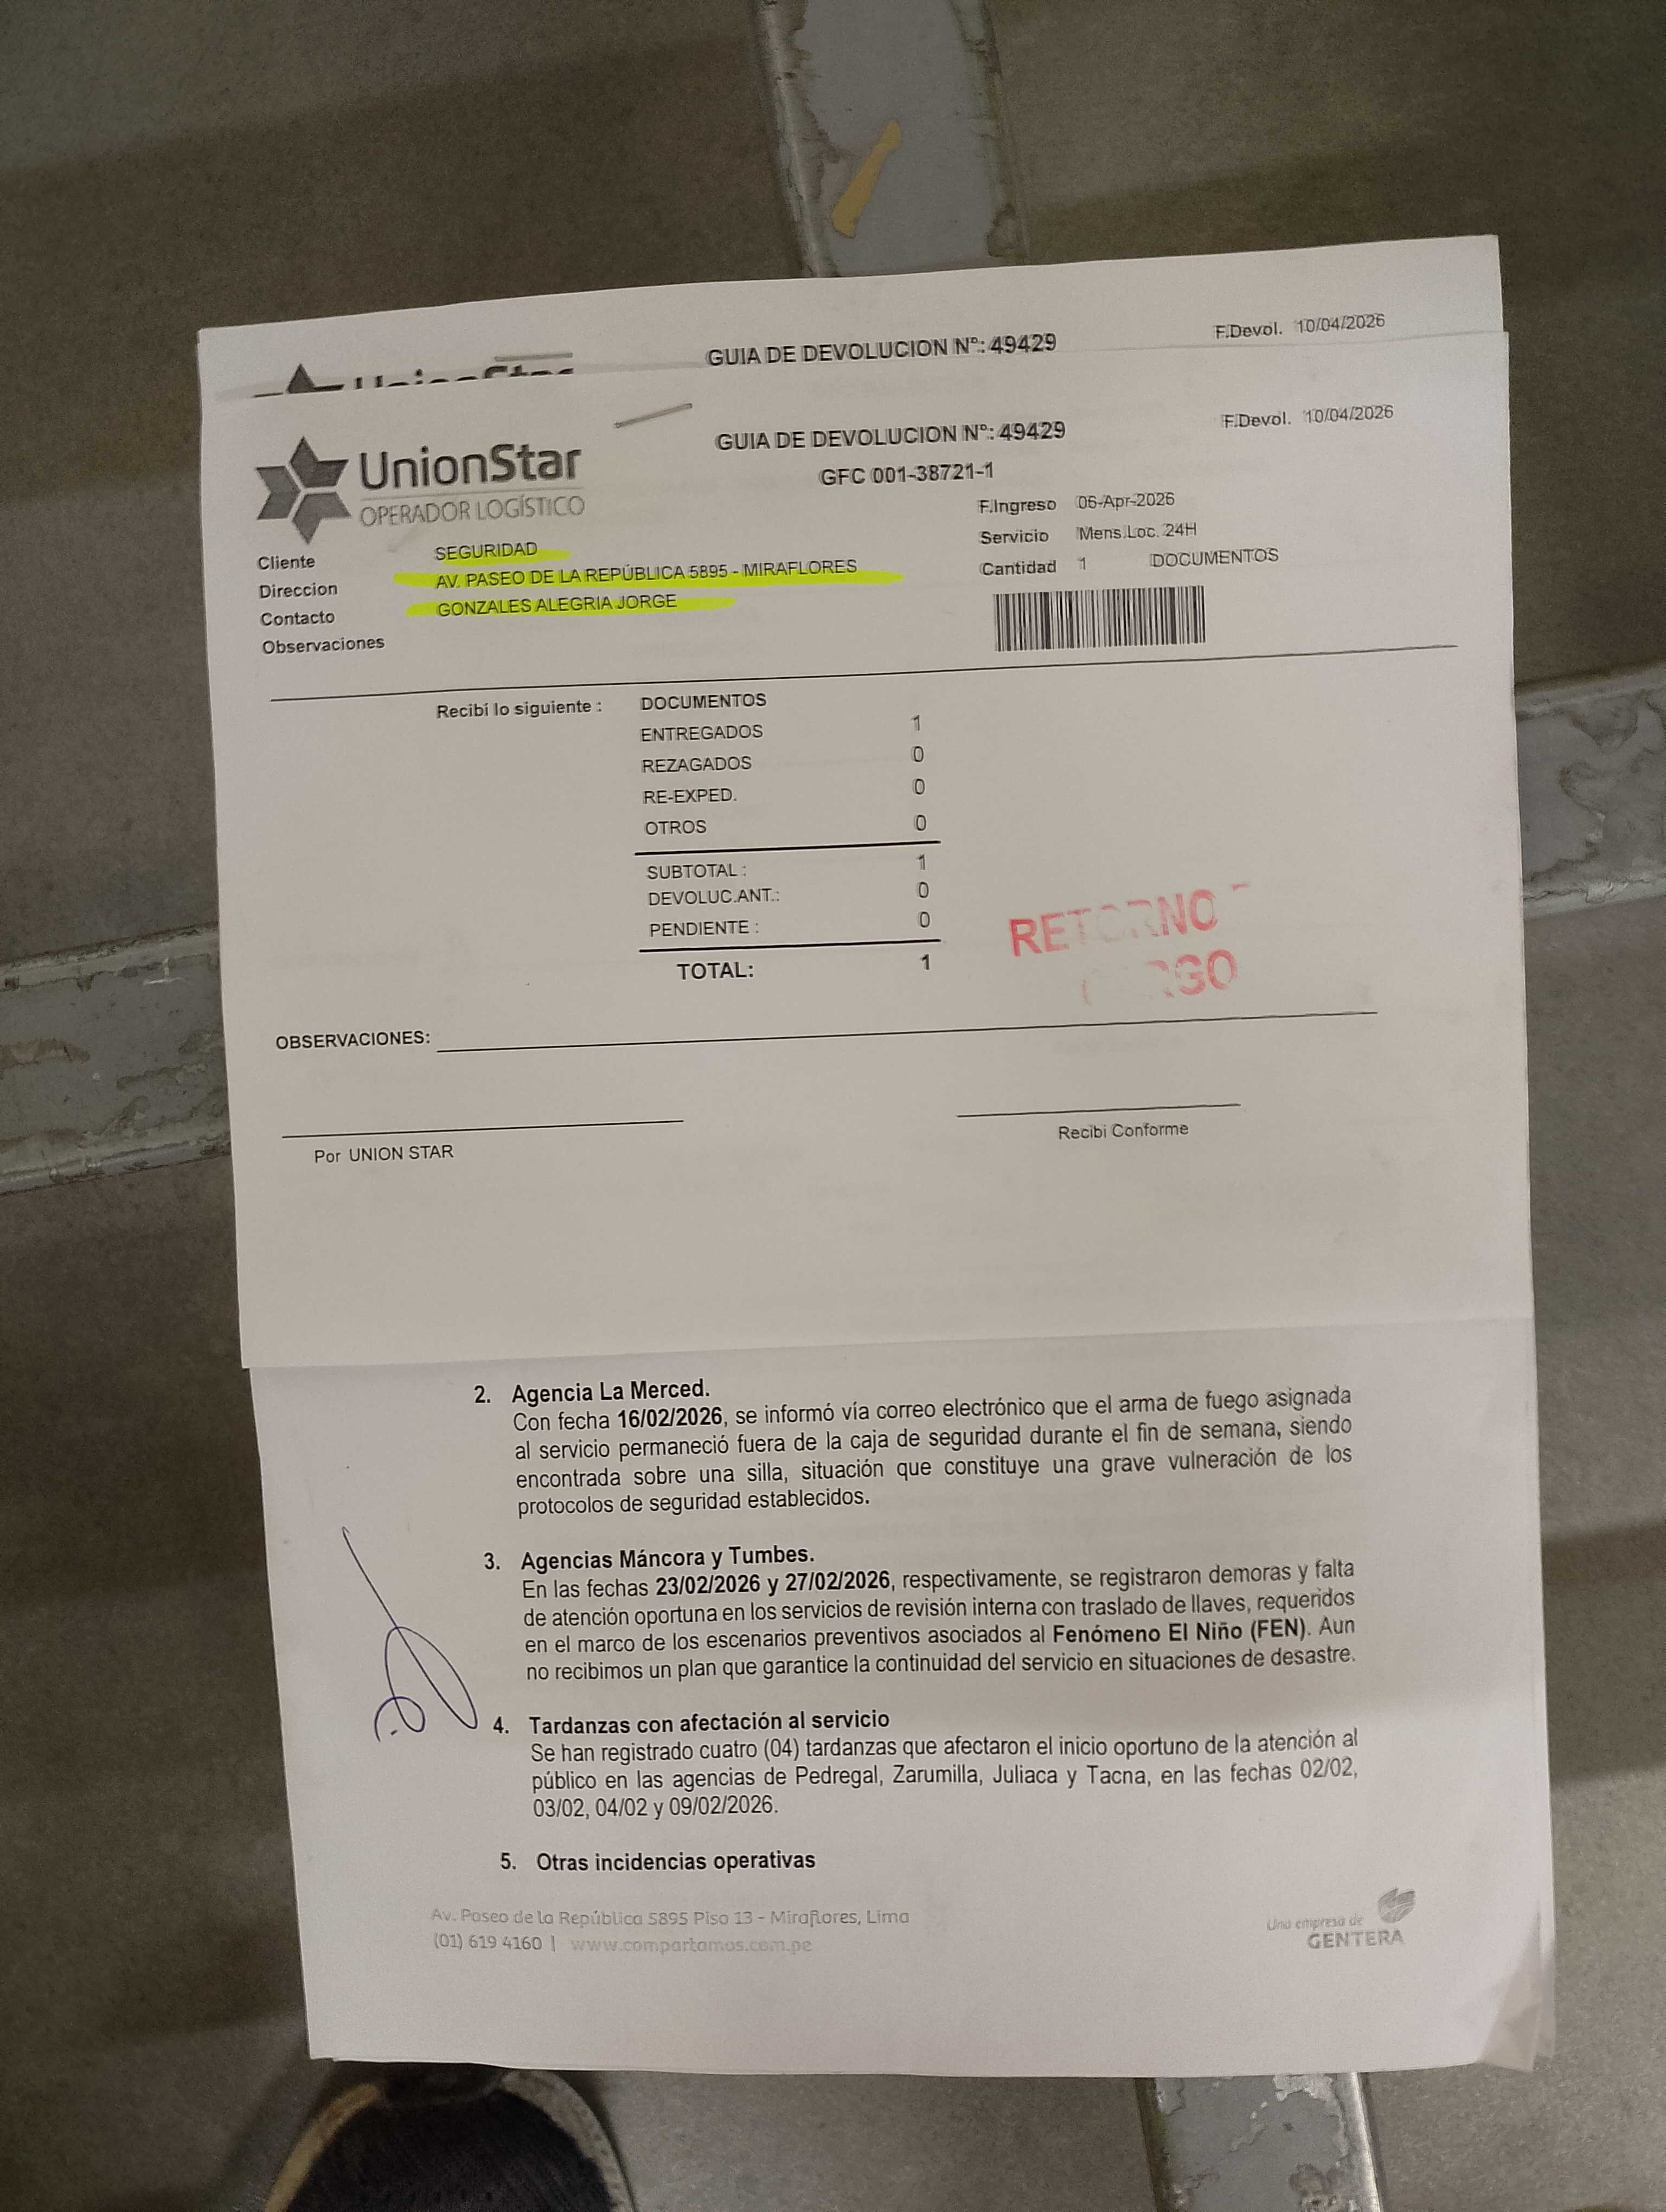 GUIA DE DEVOLUCION Nº.: 49429
F.Devol. 10/04/2026
UnionStar
GUIA DE DEVOLUCION Nº.: 49429
F.Devol. 10/04/2026
GFC 001-38721-1
UnionStar
OPERADOR LOGÍSTICO
F.Ingreso 06-Apr-2026
Servicio Mens.Loc. 24H
Cantidad 1 DOCUMENTOS
Cliente SEGURIDAD
Direccion AV. PASEO DE LA REPÚBLICA 5895 - MIRAFLORES
Contacto GONZALES ALEGRIA JORGE
Observaciones
Recibí lo siguiente : DOCUMENTOS
ENTREGADOS 1
REZAGADOS 0
RE-EXPED. 0
OTROS 0
SUBTOTAL : 1
DEVOLUC.ANT.: 0
PENDIENTE : 0
TOTAL: 1
RETORNO
OBSERVACIONES:
Por UNION STAR
Recibi Conforme
2. Agencia La Merced.
Con fecha 16/02/2026, se informó vía correo electrónico que el arma de fuego asignada
al servicio permaneció fuera de la caja de seguridad durante el fin de semana, siendo
encontrada sobre una silla, situación que constituye una grave vulneración de los
protocolos de seguridad establecidos.
3. Agencias Máncora y Tumbes.
En las fechas 23/02/2026 y 27/02/2026, respectivamente, se registraron demoras y falta
de atención oportuna en los servicios de revisión interna con traslado de llaves, requeridos
en el marco de los escenarios preventivos asociados al Fenómeno El Niño (FEN). Aun
no recibimos un plan que garantice la continuidad del servicio en situaciones de desastre.
4. Tardanzas con afectación al servicio
Se han registrado cuatro (04) tardanzas que afectaron el inicio oportuno de la atención al
público en las agencias de Pedregal, Zarumilla, Juliaca y Tacna, en las fechas 02/02,
03/02, 04/02 y 09/02/2026.
5. Otras incidencias operativas
Av. Paseo de la República 5895 Piso 13 - Miraflores, Lima
(01) 619 4160 | www.compartamos.com.pe
Una empresa de
GENTERA